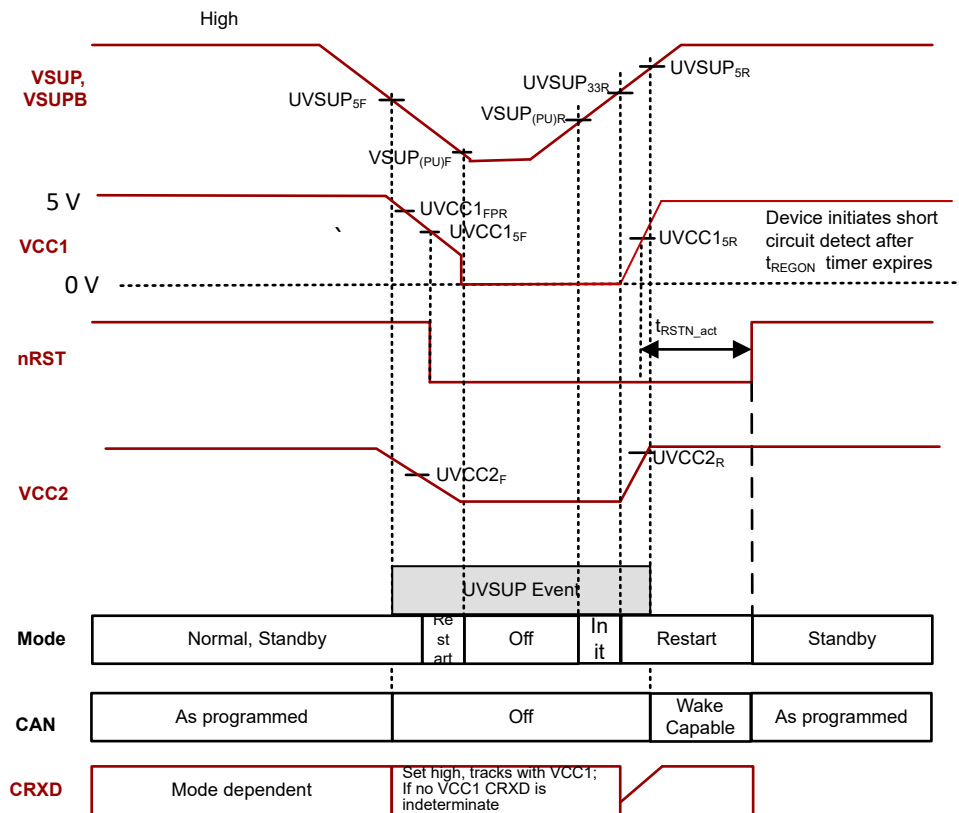 High
VSUP,
VSUPB
UVSUP5F
VSUP(PU)F
VSUP(PU)R
UVSUP33R
UVSUP5R
5 V
VCC1
0 V
UVCC1FPR
UVCC15F
`
UVCC15R
Device initiates short
circuit detect after
tREGON timer expires
nRST
tRSTN_act
VCC2
UVCC2F
UVCC2R
UVSUP Event
Mode
Normal, Standby
Re
st
art
Off
In
it
Restart
Standby
CAN
As programmed
Off
Wake
Capable
As programmed
CRXD
Mode dependent
Set high, tracks with VCC1;
If no VCC1 CRXD is
indeterminate